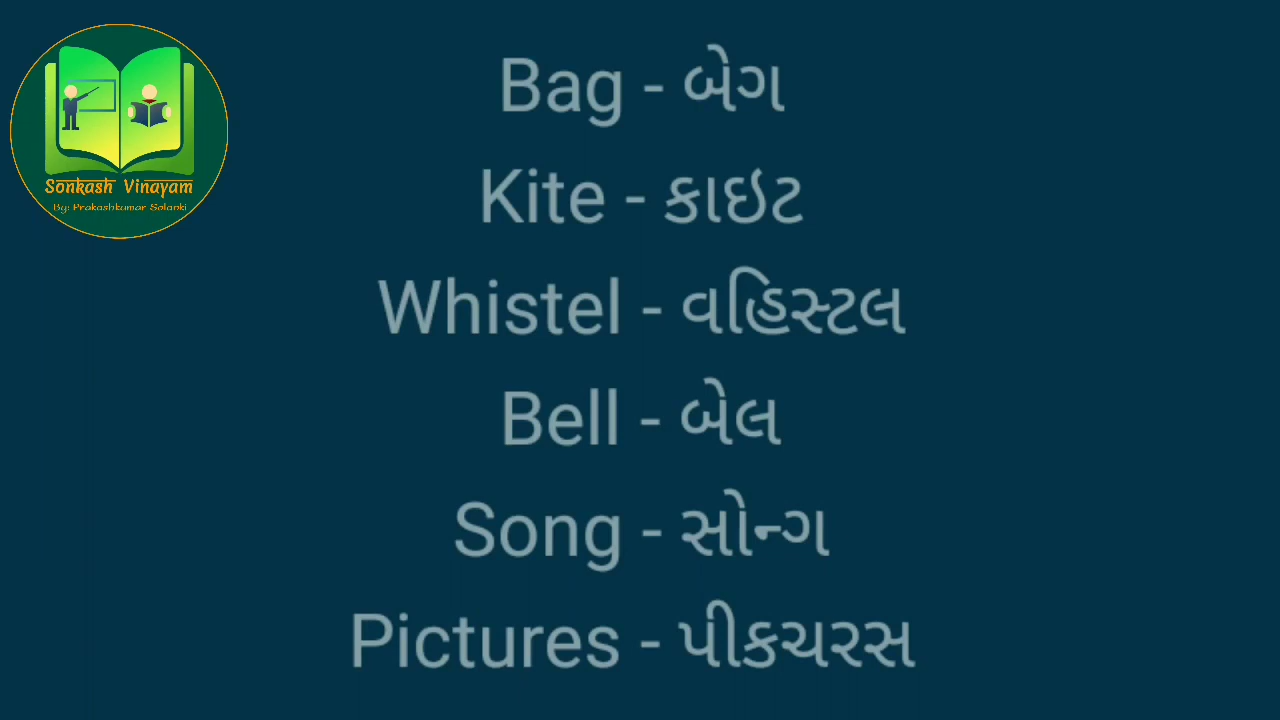 Sonkash Vinayam
By: Prakashkumar Solanki
Bag - બેગ
Kite - કાઇટ
Whistel - વહિસ્ટલ
Bell - બેલ
Song - સોન્ગ
Pictures - પીકચરસ